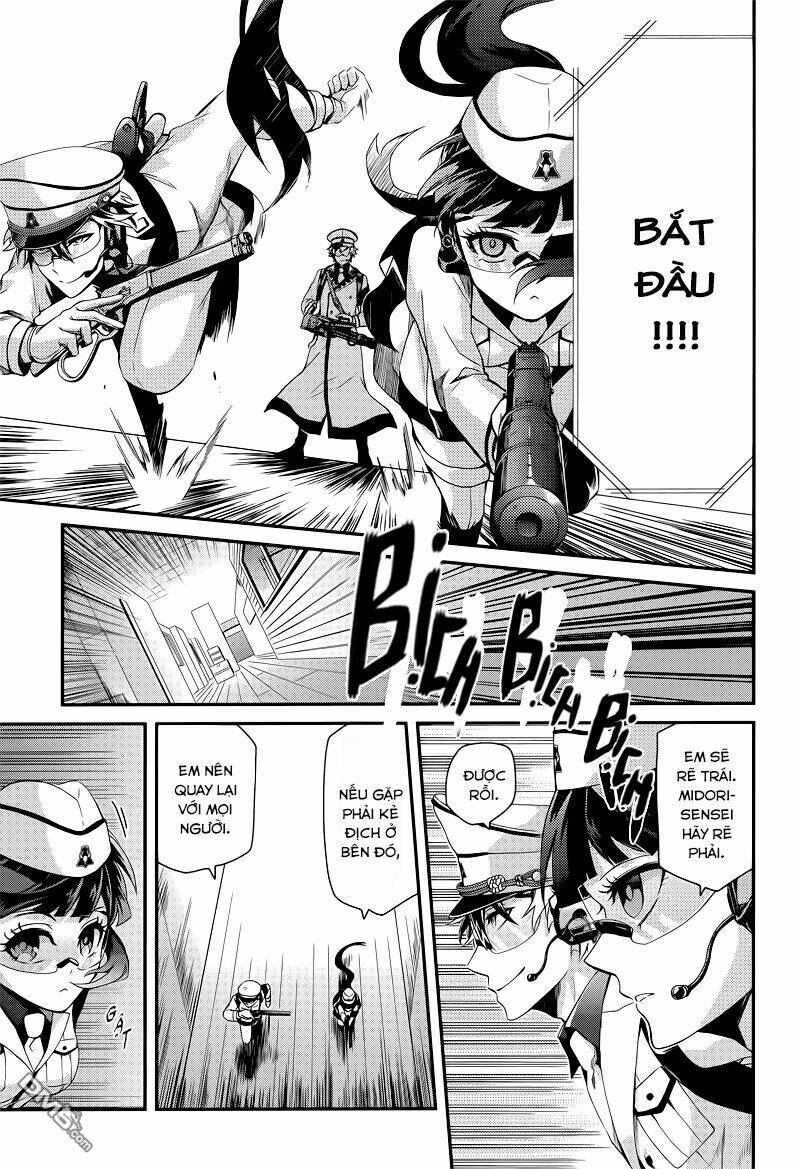 BẮT
ĐẦU
!!!!
BỊCH
BỊCH
BỊCH
EM SẼ
RẼ TRÁI.
MIDORI-
SENSEI
HÃY RẼ
PHẢI.
ĐƯỢC
RỒI.
NẾU GẶP
PHẢI KẺ
ĐỊCH Ở
BÊN ĐÓ,
EM NÊN
QUAY LẠI
VỚI MỌI
NGƯỜI.
GẬT